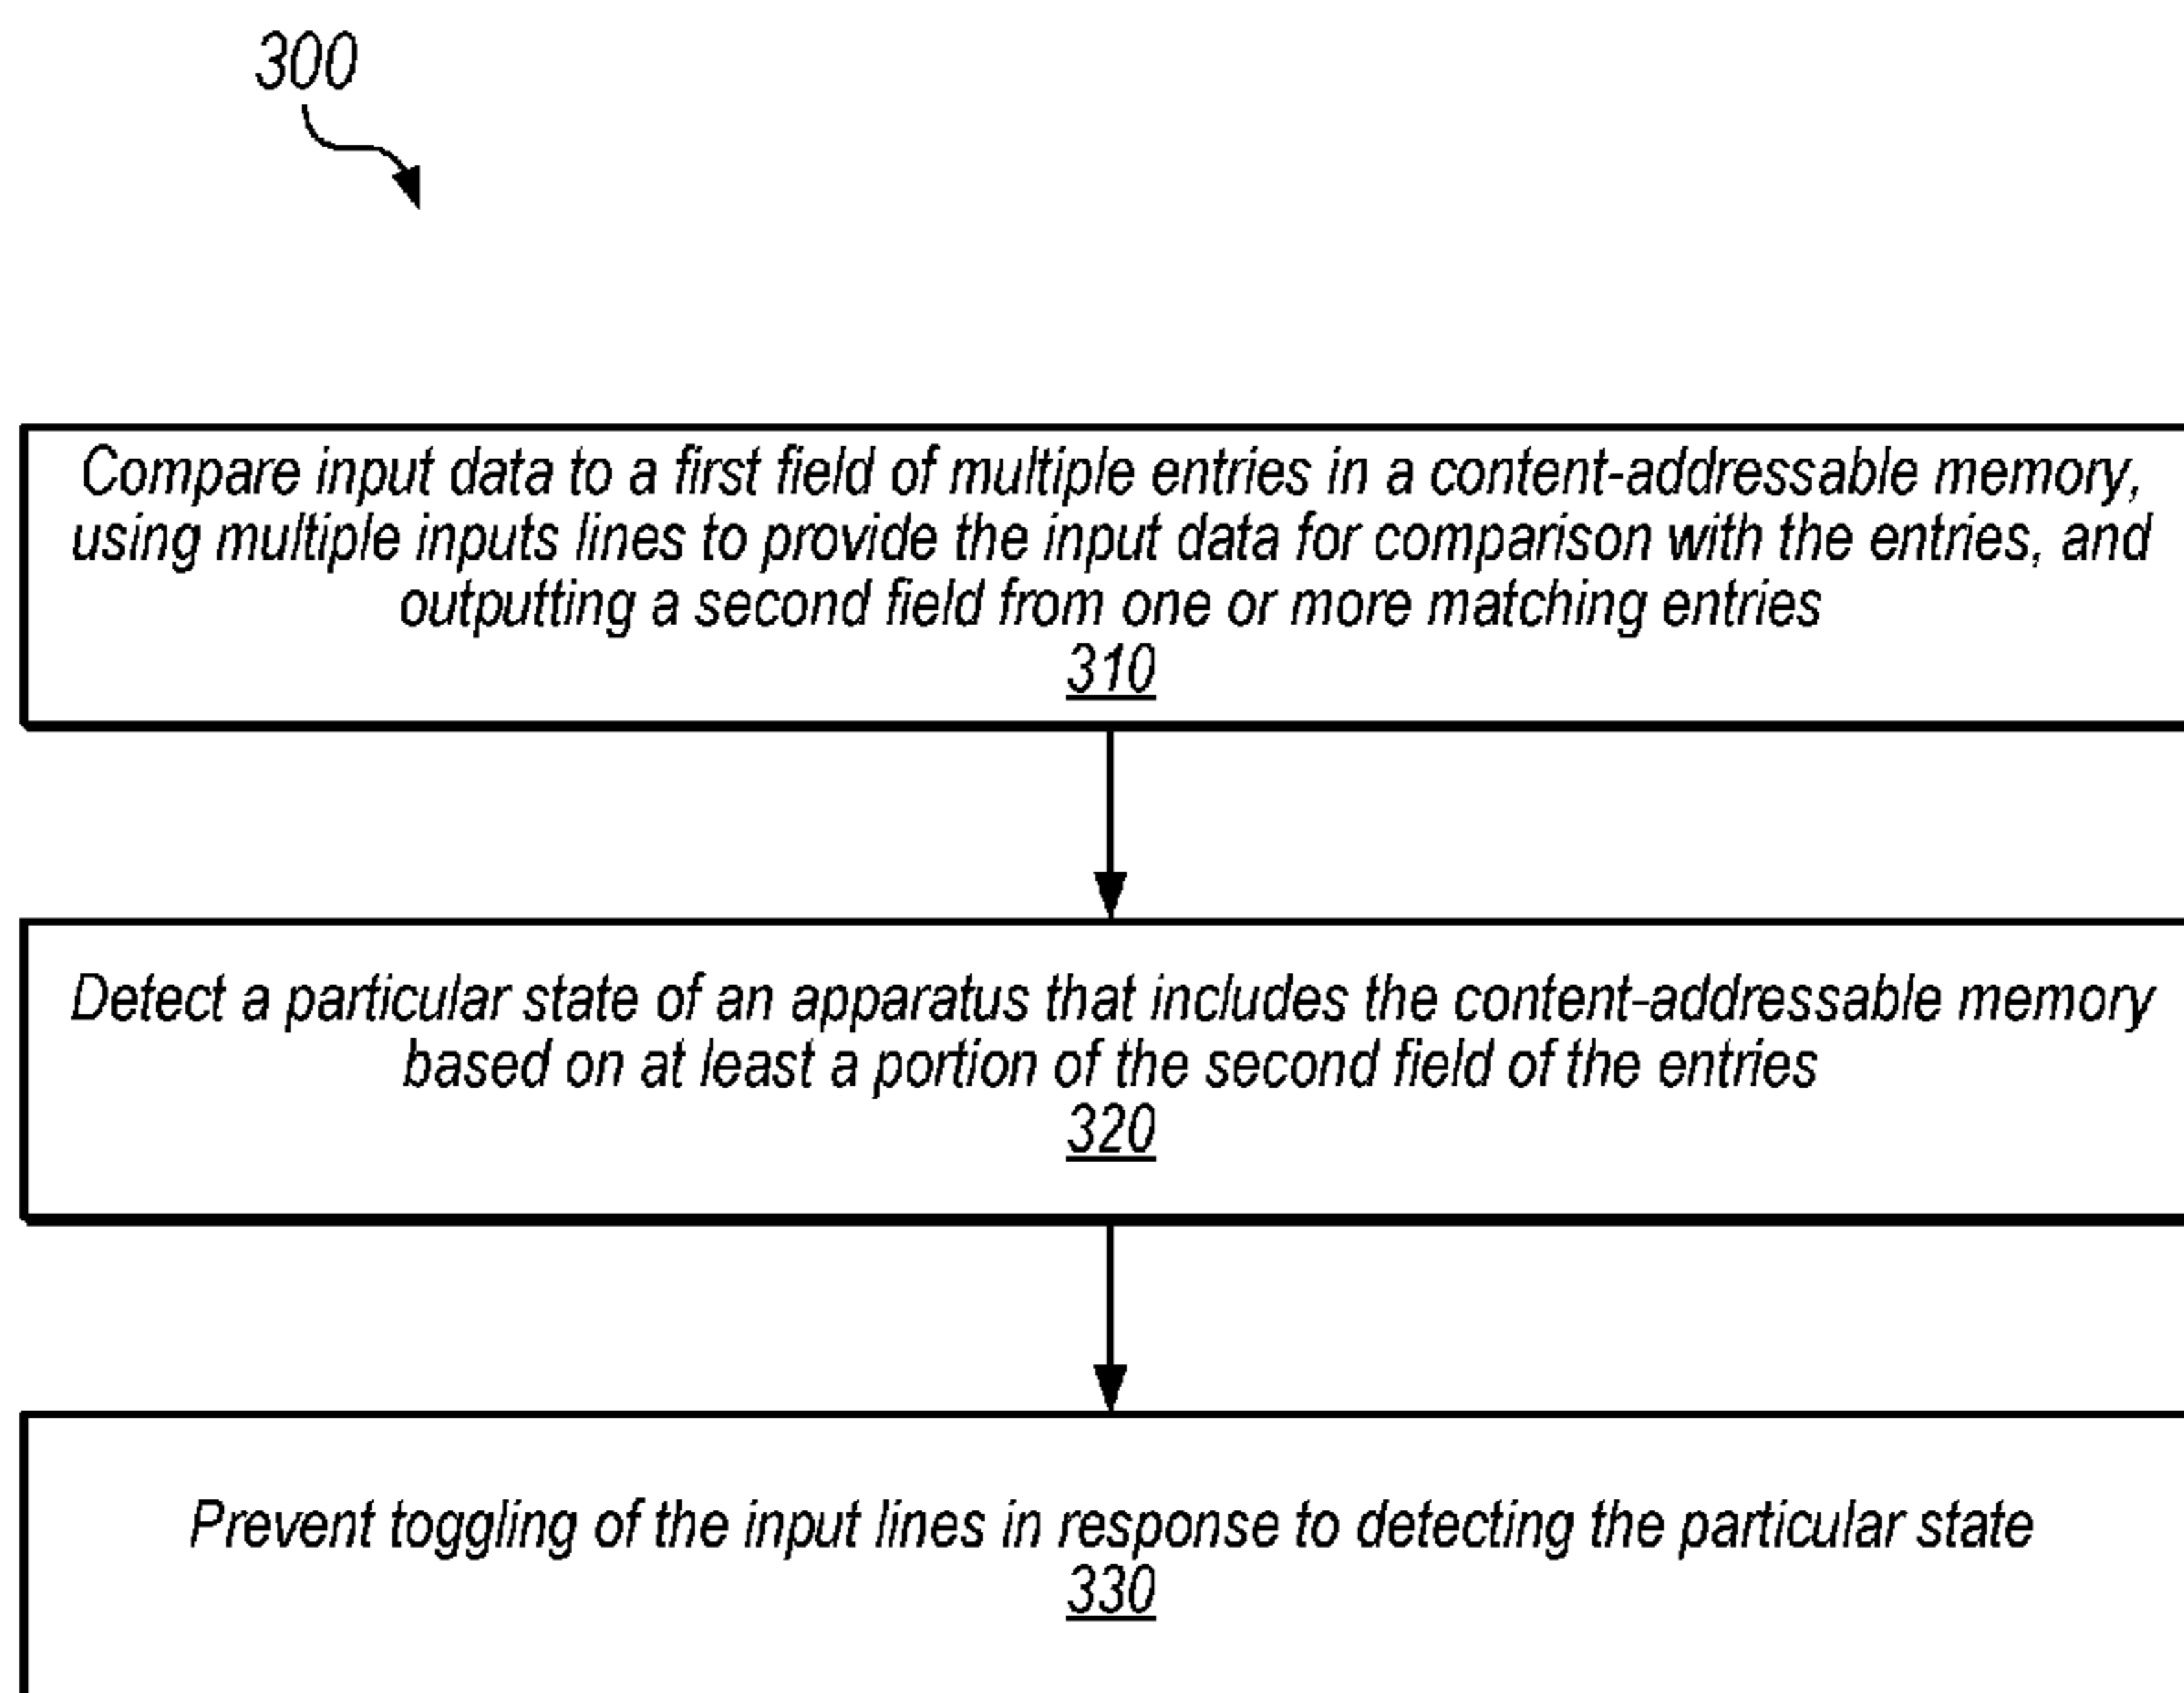 300
Compare input data to a first field of multiple entries in a content-addressable memory,
using multiple inputs lines to provide the input data for comparison with the entries, and
outputting a second field from one or more matching entries
310
Detect a particular state of an apparatus that includes the content-addressable memory
based on at least a portion of the second field of the entries
320
Prevent toggling of the input lines in response to detecting the particular state
330